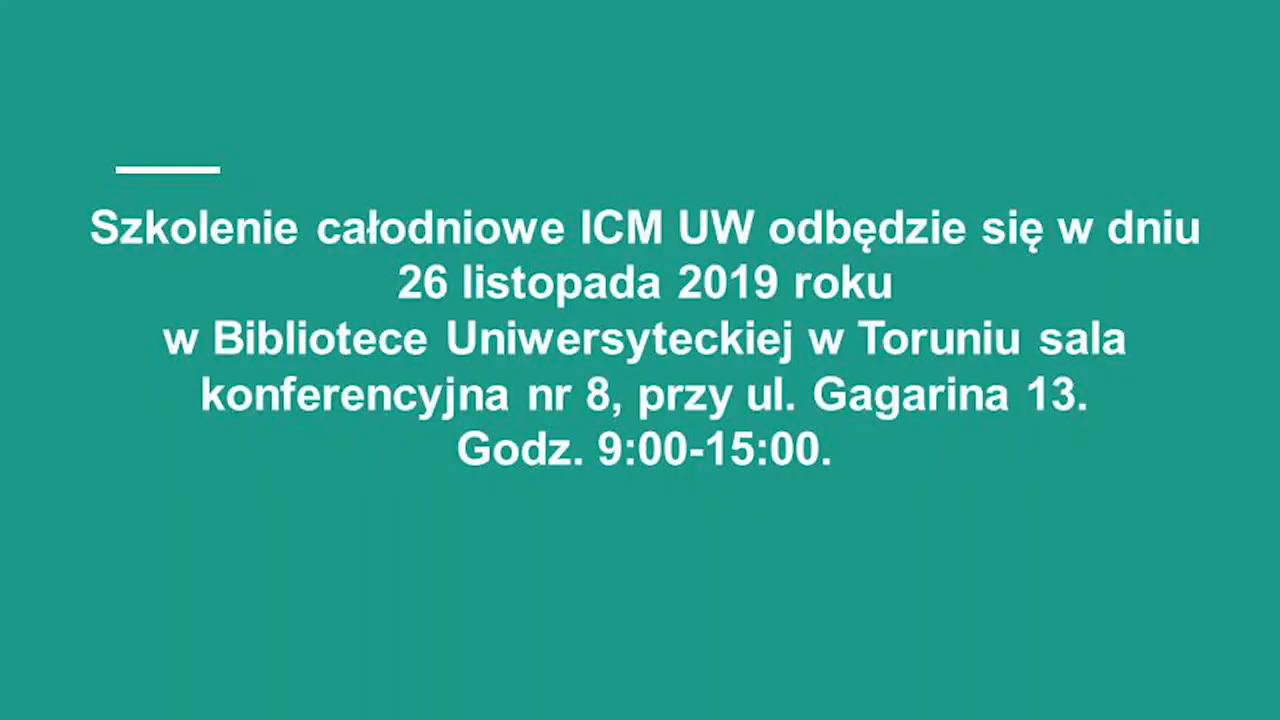 Szkolenie całodniowe ICM UW odbędzie się w dniu
26 listopada 2019 roku
w Bibliotece Uniwersyteckiej w Toruniu sala
konferencyjna nr 8, przy ul. Gagarina 13.
Godz. 9:00-15:00.